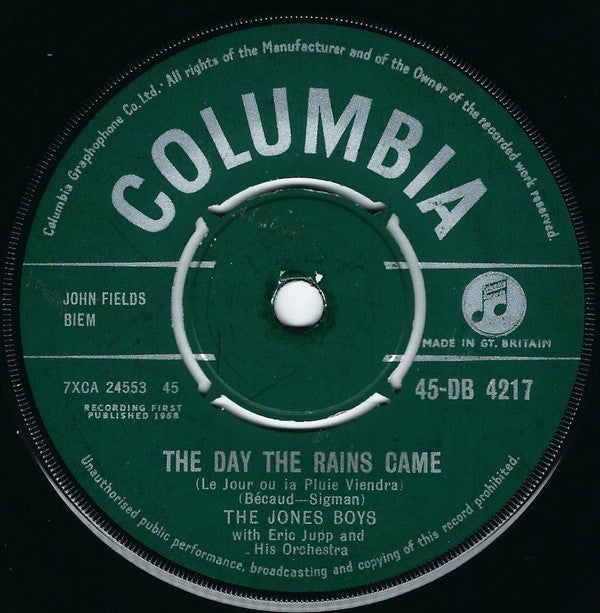 Columbia Graphophone Co. Ltd. · All rights of the Manufacturer and of the Owner of the recorded work reserved.
COLUMBIA
JOHN FIELDS
BIEM
MADE IN GT. BRITAIN
7XCA 24553 45
45-DB 4217
RECORDING FIRST
PUBLISHED 1958
THE DAY THE RAINS CAME
(Le Jour ou ia Pluie Viendra)
(Bécaud—Sigman)
THE JONES BOYS
with Eric Jupp and
His Orchestra
Unauthorised public performance, broadcasting and copying of this record prohibited.